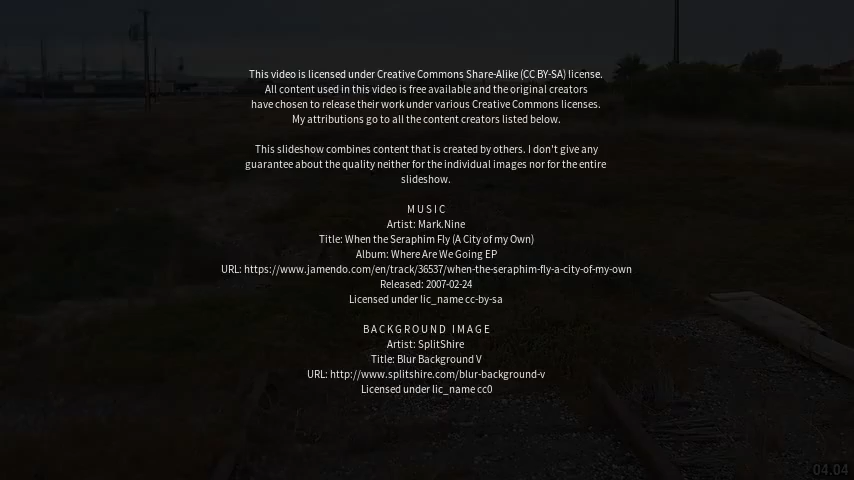 This video is licensed under Creative Commons Share-Alike (CC BY-SA) license.
All content used in this video is free available and the original creators
have chosen to release their work under various Creative Commons licenses.
My attributions go to all the content creators listed below.
This slideshow combines content that is created by others. I don't give any
guarantee about the quality neither for the individual images nor for the entire
slideshow.
MUSIC
Artist: Mark.Nine
Title: When the Seraphim Fly (A City of my Own)
Album: Where Are We Going EP
URL: https://www.jamendo.com/en/track/36537/when-the-seraphim-fly-a-city-of-my-own
Released: 2007-02-24
Licensed under lic_name cc-by-sa
BACKGROUND IMAGE
Artist: SplitShire
Title: Blur Background V
URL: http://www.splitshire.com/blur-background-v
Licensed under lic_name cc0
04.04